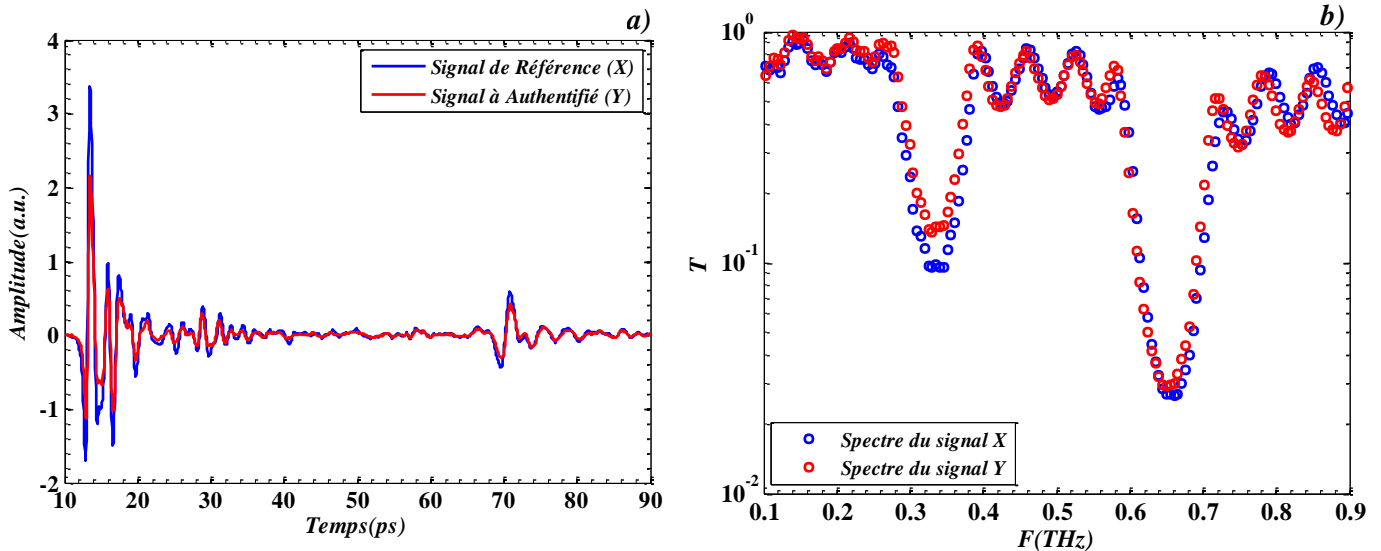 a)
Signal de Référence (X)
Signal à Authentifié (Y)
Amplitude(a.u.)
4
3
2
1
0
-1
-2
10 20 30 40 50 60 70 80 90
Temps(ps)
b)
T
10^0
10^-1
10^-2
Spectre du signal X
Spectre du signal Y
0.1 0.2 0.3 0.4 0.5 0.6 0.7 0.8 0.9
F(THz)